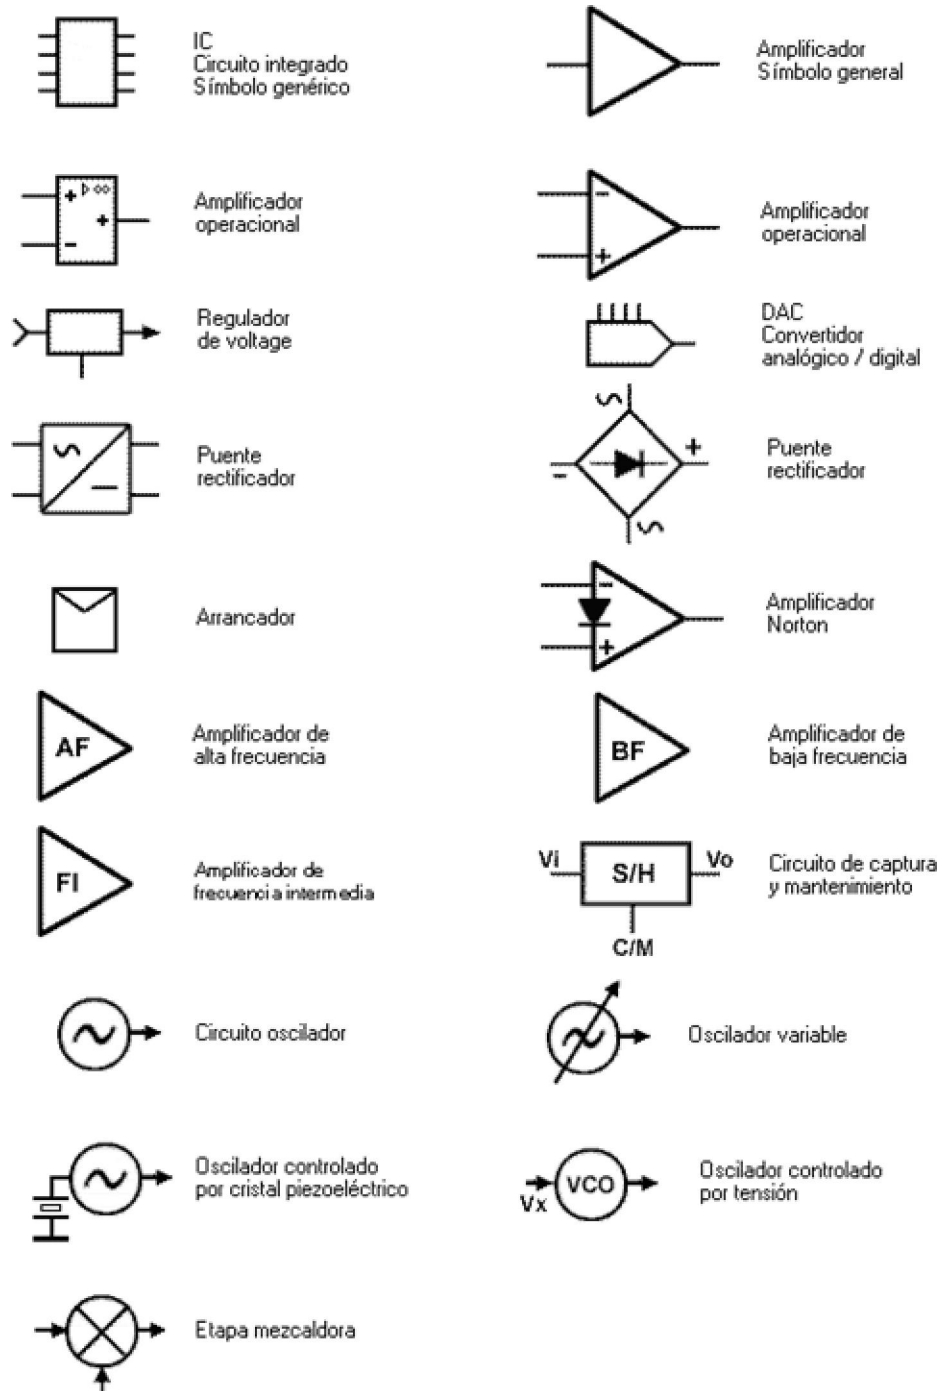 IC
Circuito integrado
Símbolo genérico
Amplificador
Símbolo general
+
-
+
Amplificador
operacional
-
+
Amplificador
operacional
Regulador
de voltage
DAC
Convertidor
analógico / digital
Puente
rectificador
-
+
Puente
rectificador
Arrancador
-
+
Amplificador
Norton
AF
Amplificador de
alta frecuencia
BF
Amplificador de
baja frecuencia
FI
Amplificador de
frecuencia intermedia
Vi
S/H
Vo
C/M
Circuito de captura
y mantenimiento
Circuito oscilador
Oscilador variable
Oscilador controlado
por cristal piezoeléctrico
Vx
VCO
Oscilador controlado
por tensión
Etapa mezcaldora